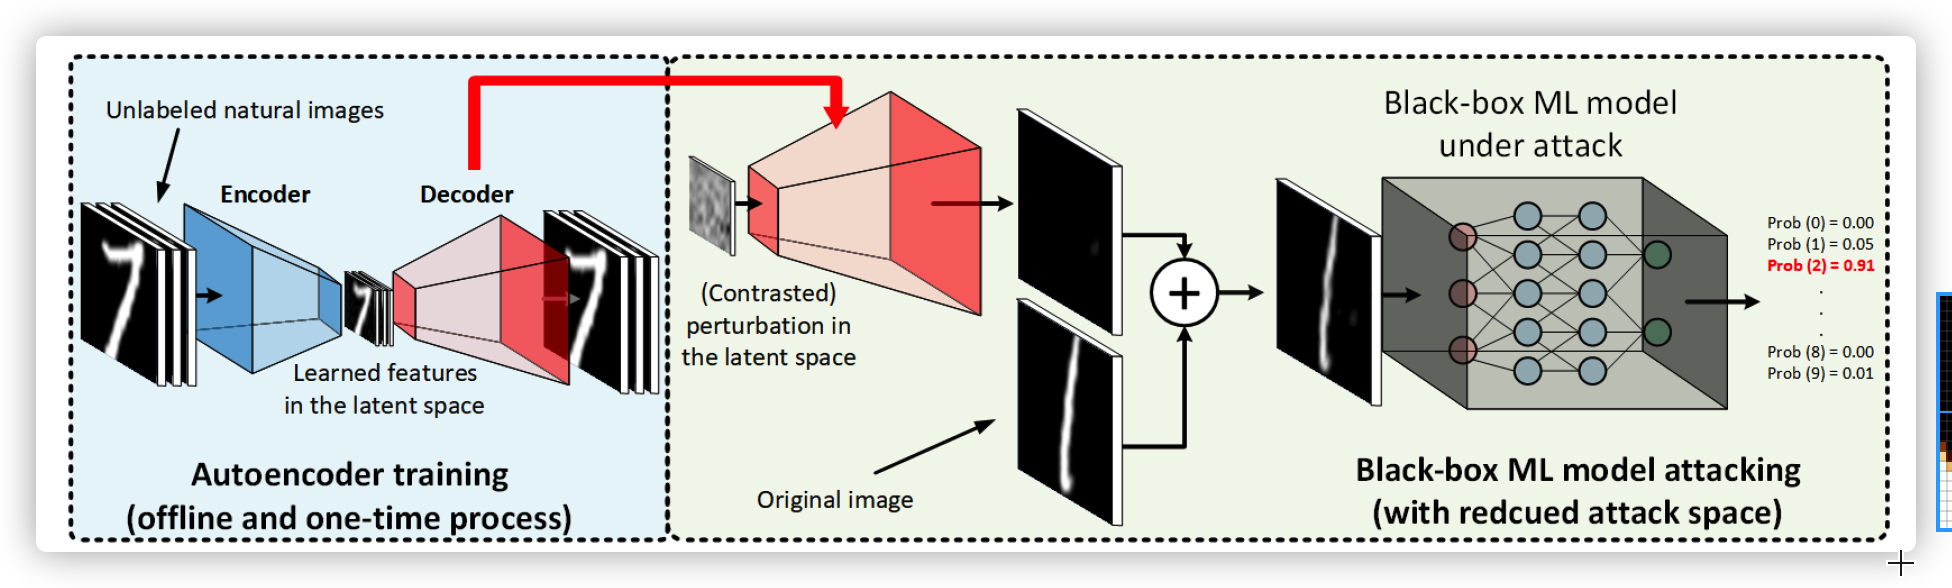 Unlabeled natural images
Encoder
Decoder
Learned features
in the latent space
Autoencoder training
(offline and one-time process)
(Contrasted)
perturbation in
the latent space
Original image
+
Black-box ML model
under attack
Prob (0) = 0.00
Prob (1) = 0.05
Prob (2) = 0.91
.
.
.
Prob (8) = 0.00
Prob (9) = 0.01
Black-box ML model attacking
(with redcued attack space)